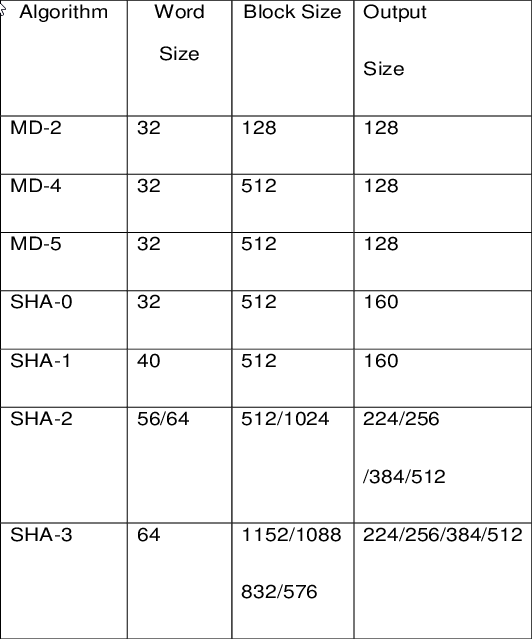 Algorithm Word Size Block Size Output Size
MD-2 32 128 128
MD-4 32 512 128
MD-5 32 512 128
SHA-0 32 512 160
SHA-1 40 512 160
SHA-2 56/64 512/1024 224/256 /384/512
SHA-3 64 1152/1088 832/576 224/256/384/512